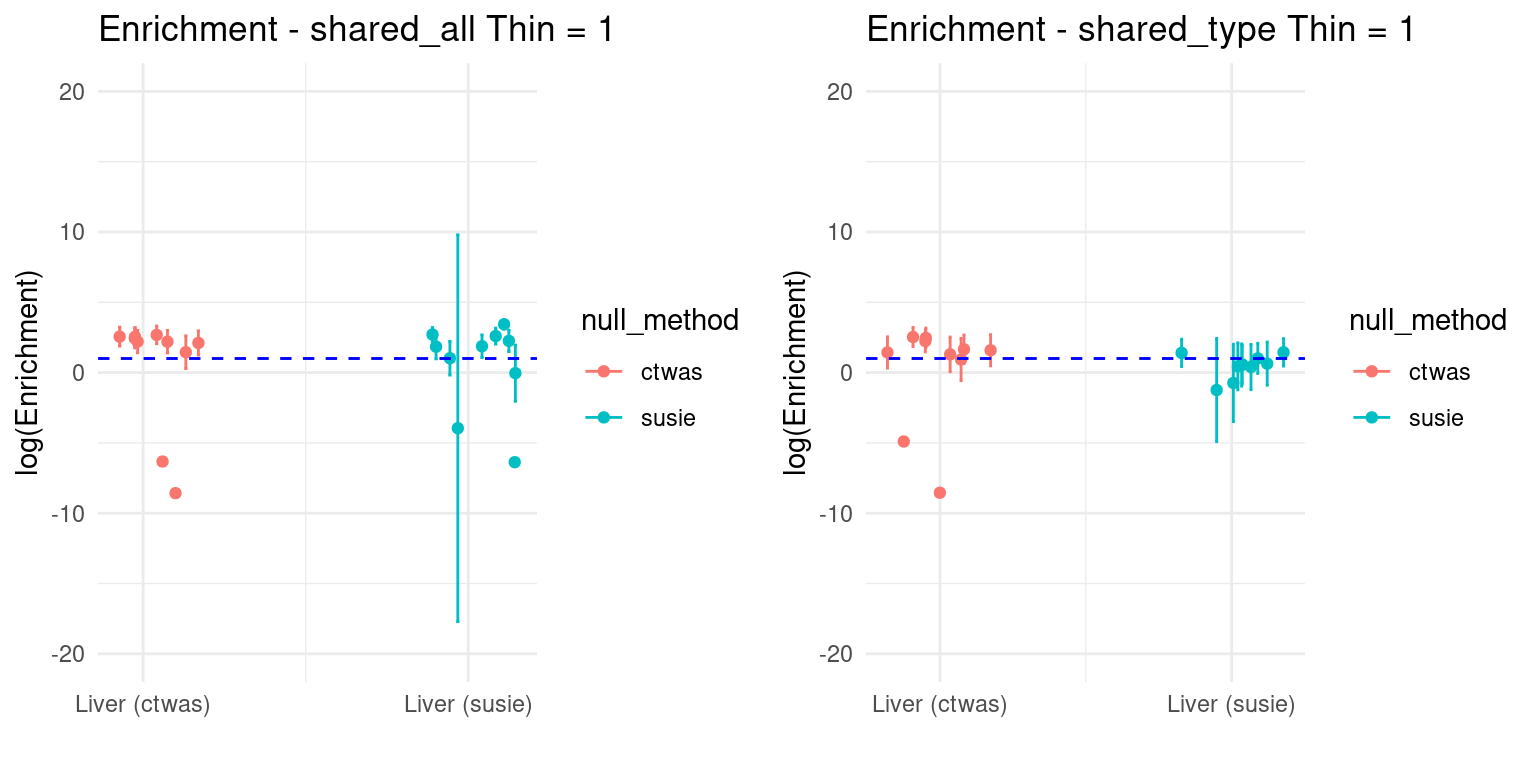 Enrichment - shared_all Thin = 1
log(Enrichment)
20
10
0
-10
-20
Liver (ctwas)
Liver (susie)
null_method
ctwas
susie
Enrichment - shared_type Thin = 1
log(Enrichment)
20
10
0
-10
-20
Liver (ctwas)
Liver (susie)
null_method
ctwas
susie